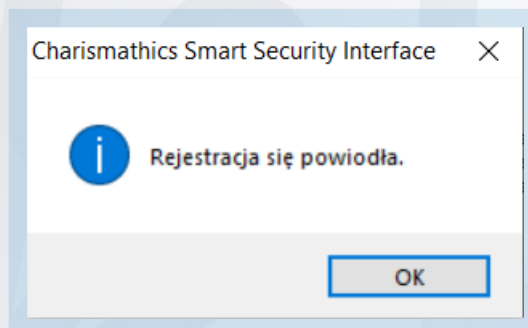 Charismathics Smart Security Interface
Rejestracja się powiodła.
OK